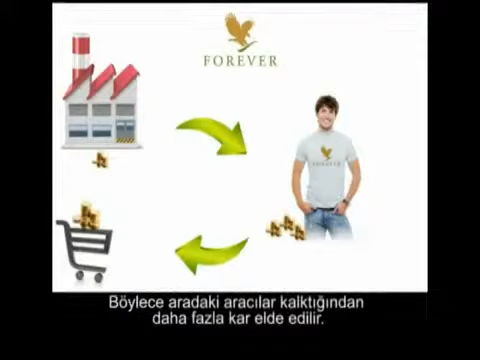 FOREVER
FOREVER
Böylece aradaki aracılar kalktığından
daha fazla kar elde edilir.